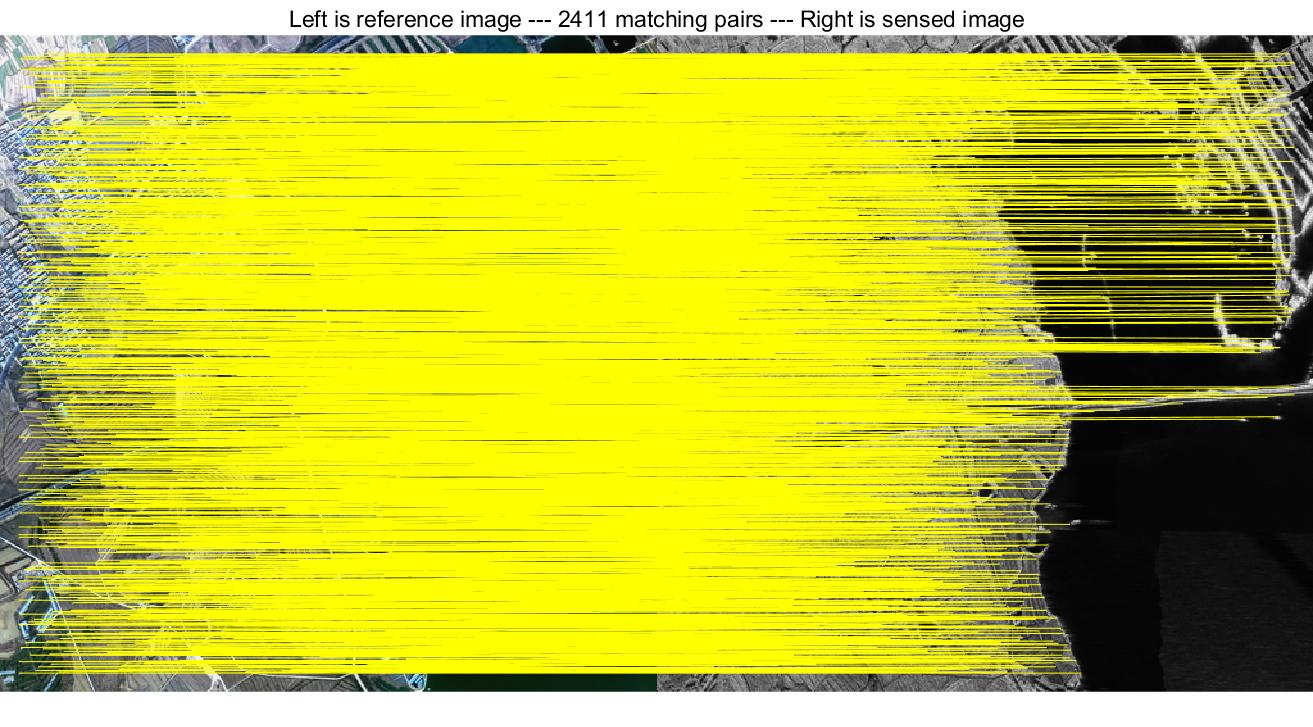 Left is reference image --- 2411 matching pairs --- Right is sensed image